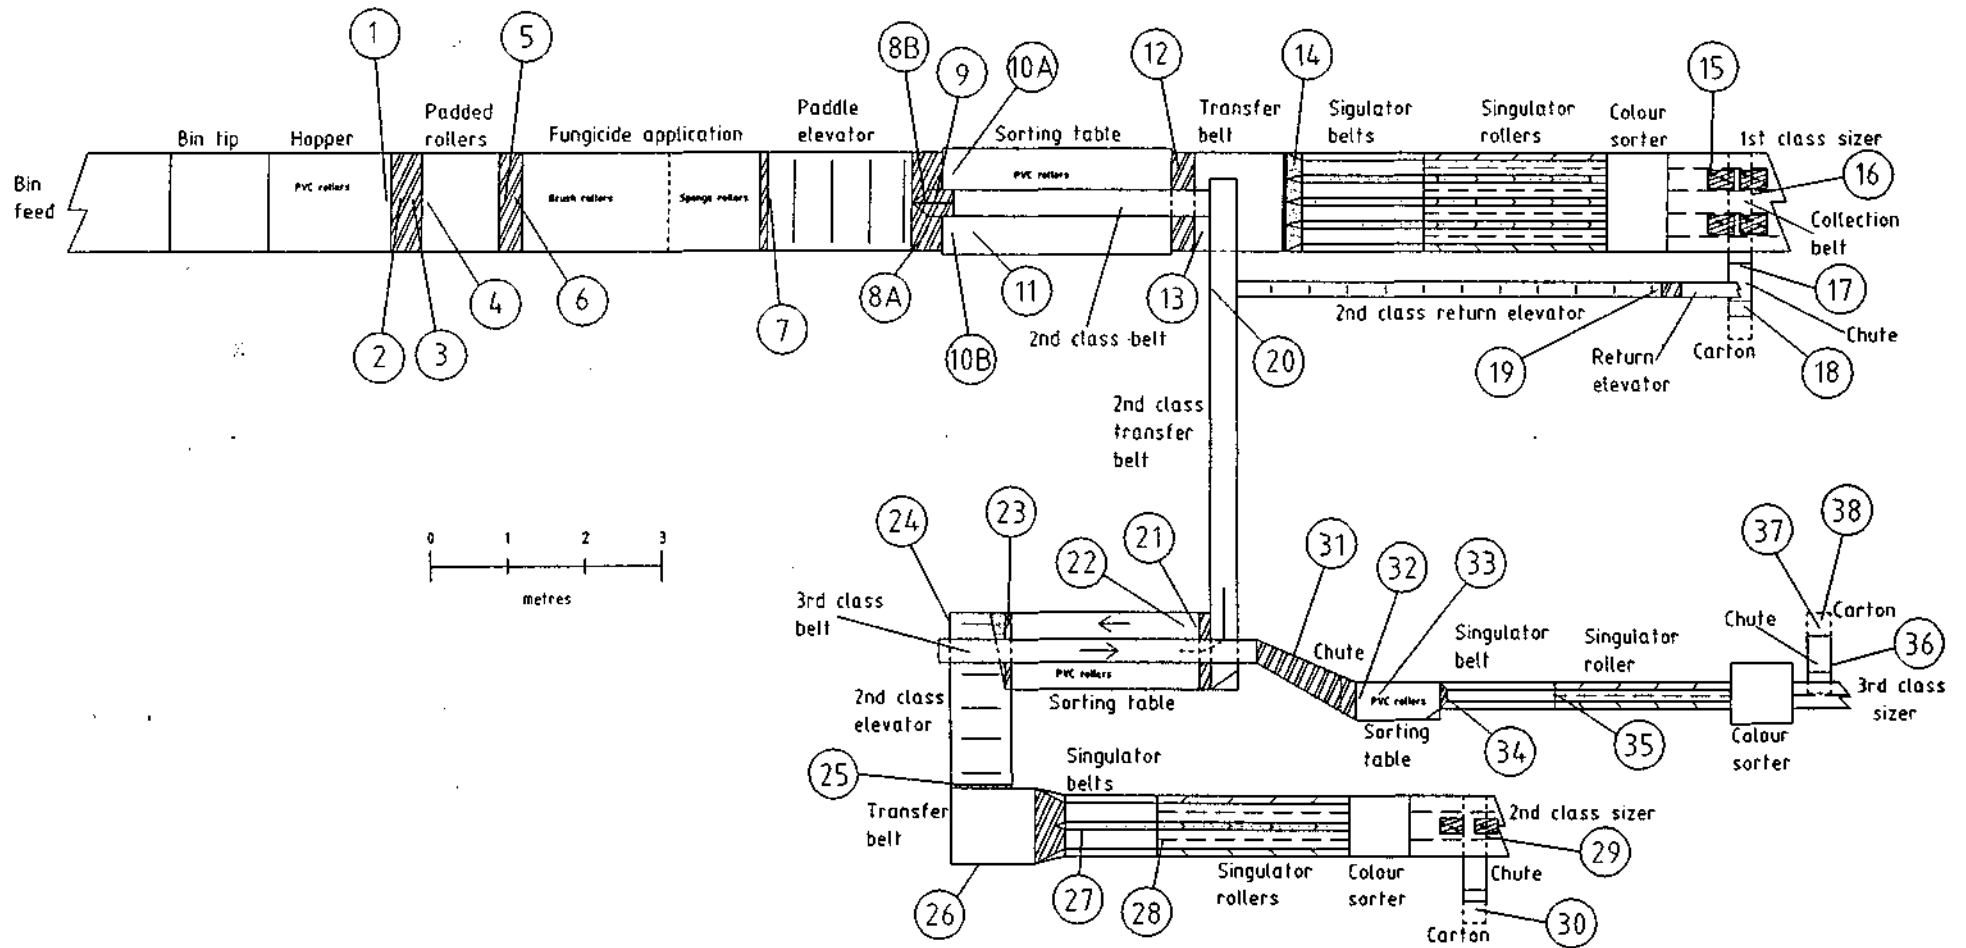 1
5
8B
9
10A
12
14
15
Padded
rollers
Paddle
elevator
Transfer
belt
Sigulator
belts
Singulator
rollers
Colour
sorter
Bin tip
Hopper
Fungicide application
Sorting table
1st class sizer
Bin
feed
PVC rollers
Brush rollers
Sponge rollers
PVC rollers
16
Collection
belt
2
3
4
6
7
8A
11
10B
2nd class belt
13
20
2nd class return elevator
17
19
Return
elevator
Carton
Chute
18
2nd class
transfer
belt
0 1 2 3
metres
24
23
22
21
31
32
33
37
38
3rd class
belt
Chute
PVC rollers
Sorting table
2nd class
elevator
PVC rollers
Sorting
table
Singulator
belt
Singulator
roller
Chute
Carton
36
3rd class
sizer
34
35
Colour
sorter
25
Transfer
belt
Singulator
belts
2nd class sizer
26
27
28
Singulator
rollers
Colour
sorter
Chute
29
Carton
30